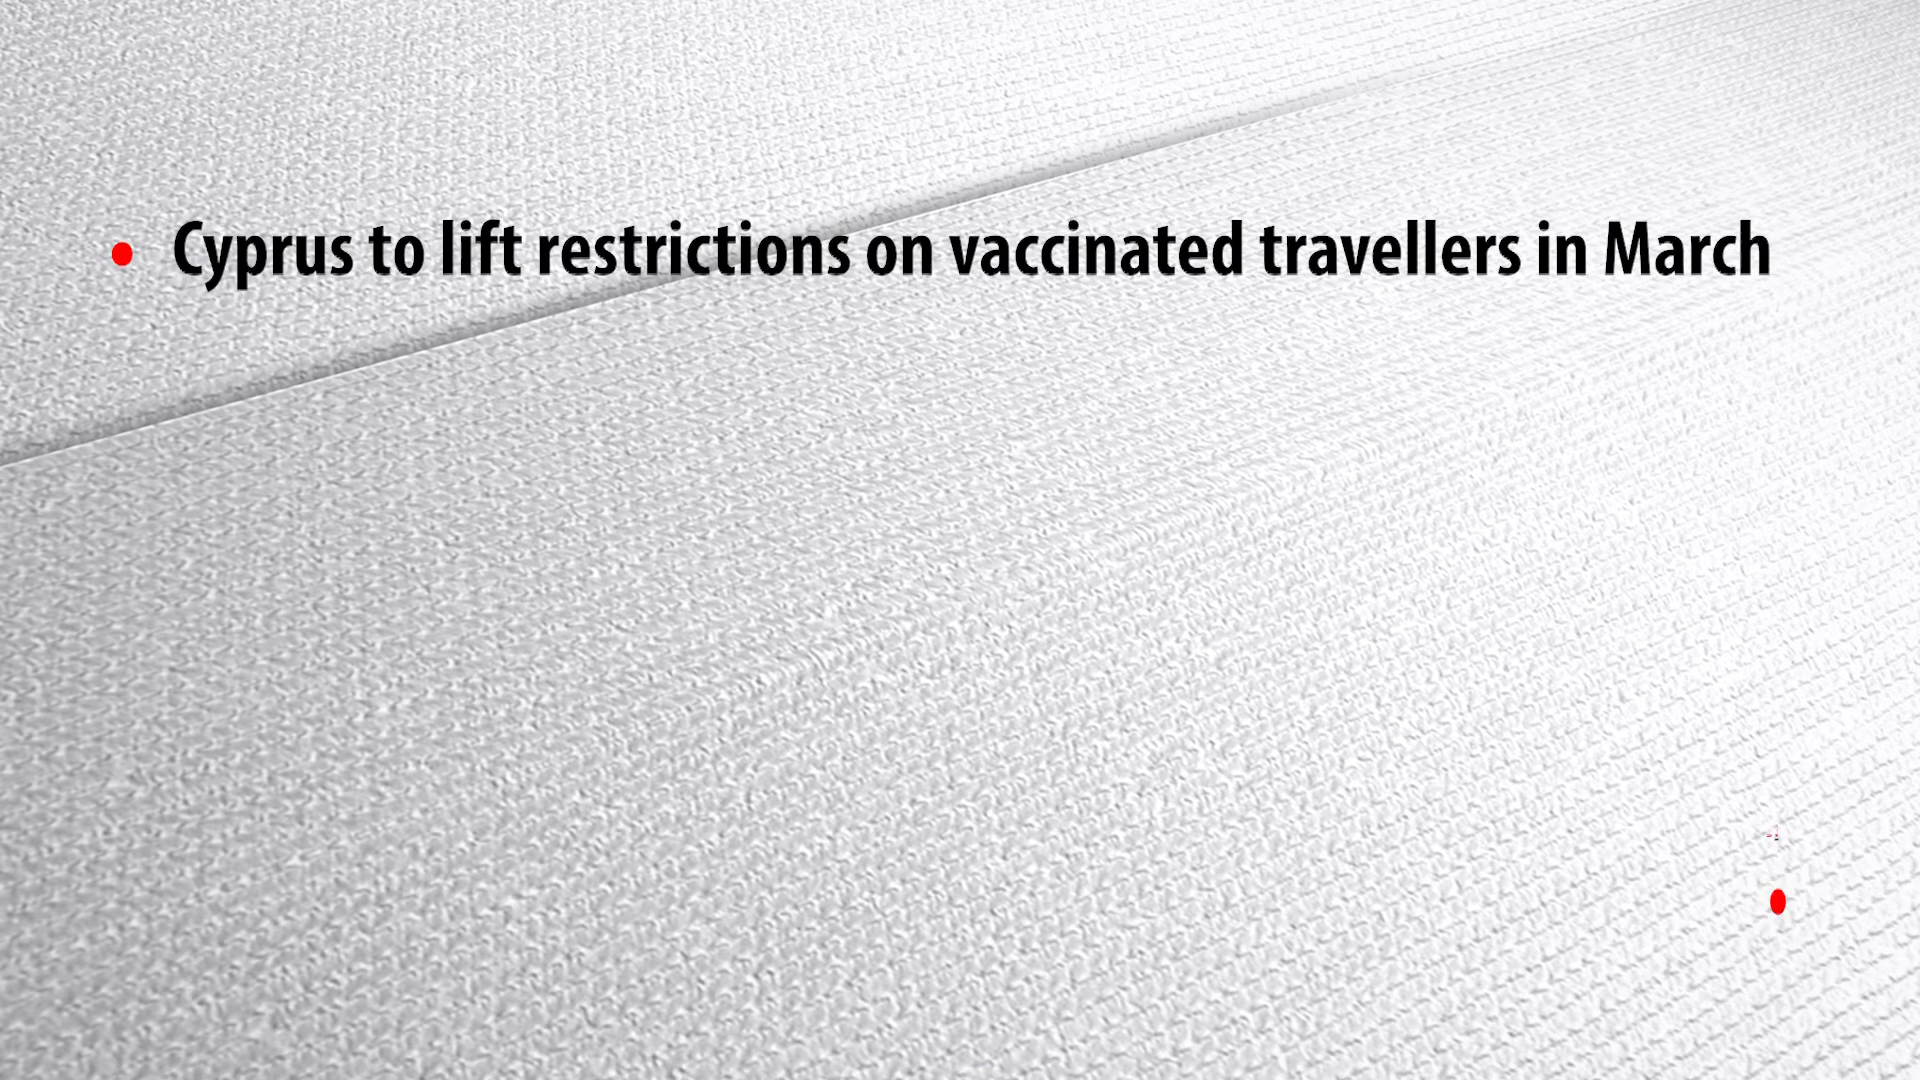 • Cyprus to lift restrictions on vaccinated travellers in March